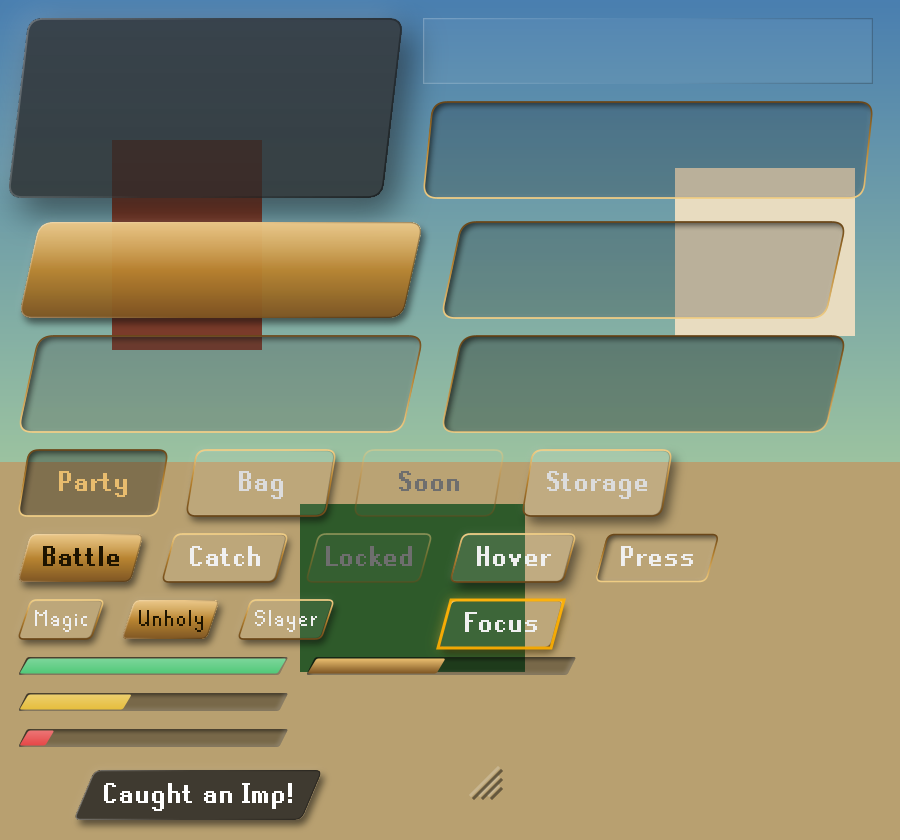 Party Bag Soon Storage
Battle Catch Locked Hover Press
Magic Unholy Slayer Focus
Caught an Imp!